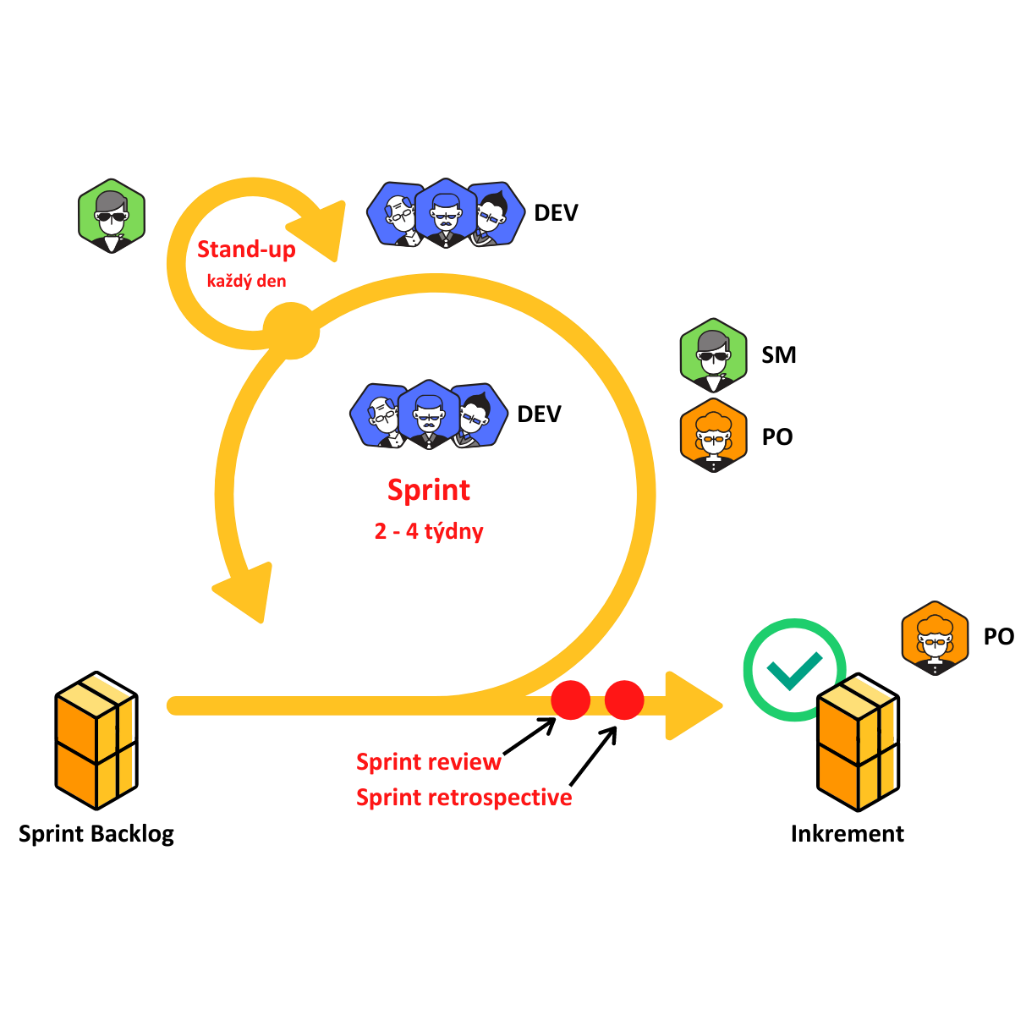 DEV
Stand-up
každý den
SM
DEV
PO
Sprint
2 - 4 týdny
PO
Sprint review
Sprint retrospective
Sprint Backlog
Inkrement